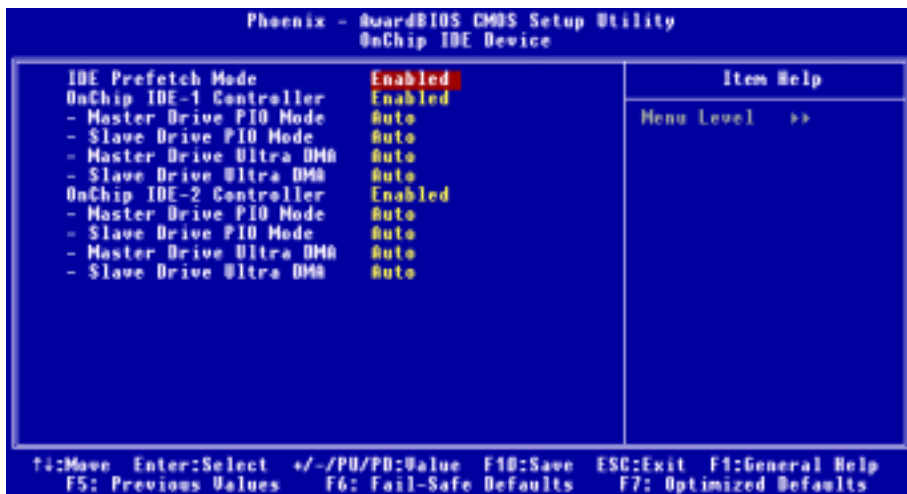 Phoenix - AwardBIOS CMOS Setup Utility
OnChip IDE Device
IDE Prefetch Mode Enabled
OnChip IDE-1 Controller Enabled
- Master Drive PIO Mode Auto
- Slave Drive PIO Mode Auto
- Master Drive Ultra DMA Auto
- Slave Drive Ultra DMA Auto
OnChip IDE-2 Controller Enabled
- Master Drive PIO Mode Auto
- Slave Drive PIO Mode Auto
- Master Drive Ultra DMA Auto
- Slave Drive Ultra DMA Auto
Item Help
Menu Level ►►
↑↓:Move Enter:Select +/-/PU/PD:Value F10:Save ESC:Exit F1:General Help
F5: Previous Values F6: Fail-Safe Defaults F7: Optimized Defaults